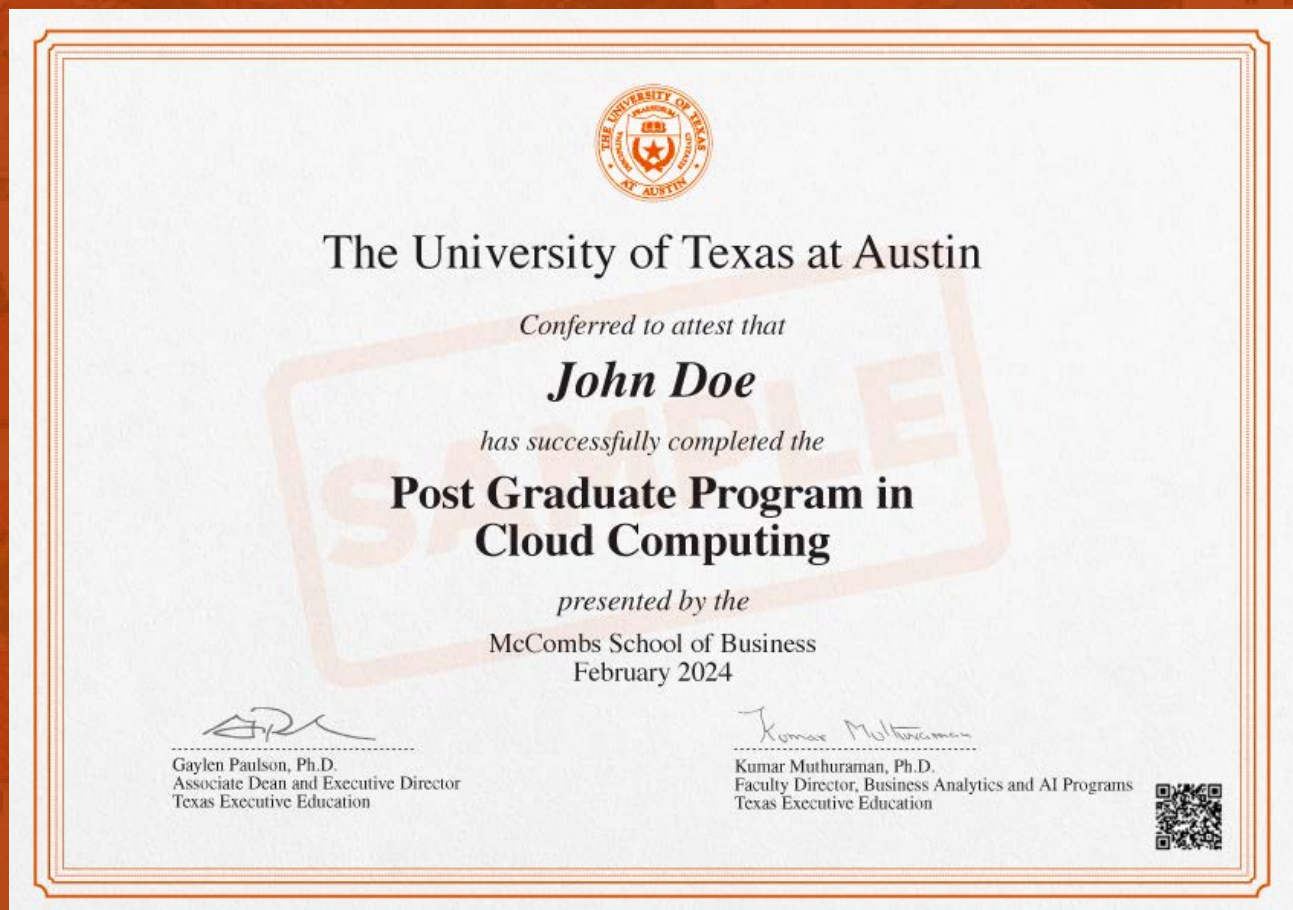 THE UNIVERSITY OF TEXAS
AT AUSTIN
DISCIPLINA PRAESIDIUM CIVITATIS
The University of Texas at Austin
Conferred to attest that
John Doe
has successfully completed the
Post Graduate Program in
Cloud Computing
presented by the
McCombs School of Business
February 2024
SAMPLE
Kumar Muthuraman
Gaylen Paulson, Ph.D.
Associate Dean and Executive Director
Texas Executive Education
Kumar Muthuraman, Ph.D.
Faculty Director, Business Analytics and AI Programs
Texas Executive Education